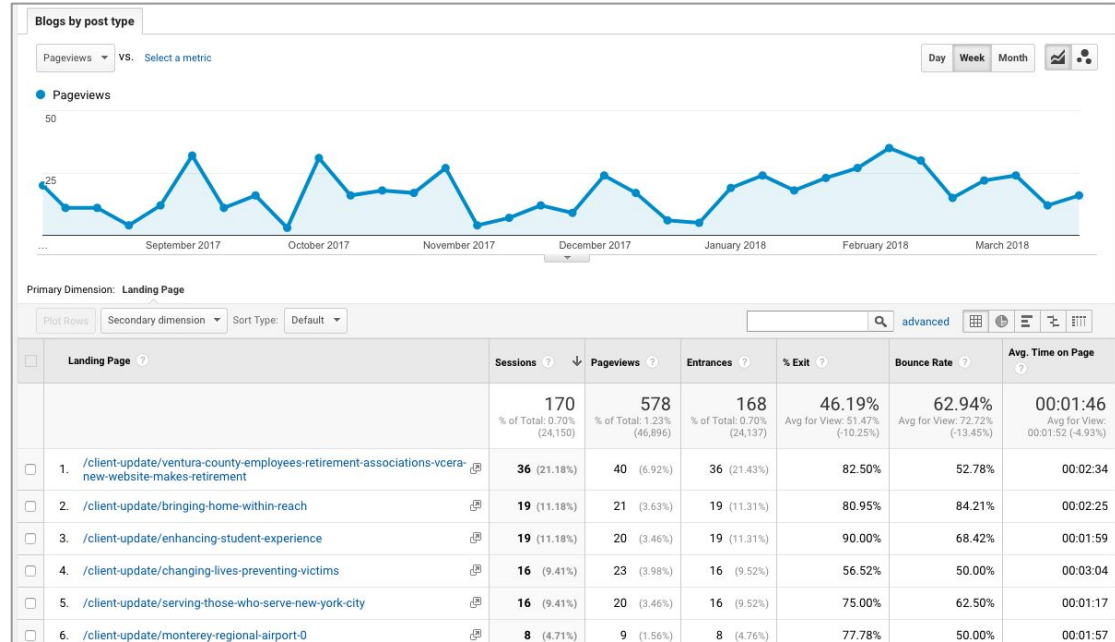 Blogs by post type
Pageviews VS. Select a metric
Day Week Month
Pageviews
50
25
... September 2017 October 2017 November 2017 December 2017 January 2018 February 2018 March 2018
Primary Dimension: Landing Page
Plot Rows Secondary dimension Sort Type: Default advanced
Landing Page ? Sessions ? Pageviews ? Entrances ? % Exit ? Bounce Rate ? Avg. Time on Page ?
170 578 168 46.19% 62.94% 00:01:46
% of Total: 0.70% (24,150) % of Total: 1.23% (46,896) % of Total: 0.70% (24,137) Avg for View: 51.47% (-10.25%) Avg for View: 72.72% (-13.45%) Avg for View: 00:01:52 (-4.93%)
1. /client-update/ventura-county-employees-retirement-associations-vcera-new-website-makes-retirement 36 (21.18%) 40 (6.92%) 36 (21.43%) 82.50% 52.78% 00:02:34
2. /client-update/bringing-home-within-reach 19 (11.18%) 21 (3.63%) 19 (11.31%) 80.95% 84.21% 00:02:25
3. /client-update/enhancing-student-experience 19 (11.18%) 20 (3.46%) 19 (11.31%) 90.00% 68.42% 00:01:59
4. /client-update/changing-lives-preventing-victims 16 (9.41%) 23 (3.98%) 16 (9.52%) 56.52% 50.00% 00:03:04
5. /client-update/serving-those-who-serve-new-york-city 16 (9.41%) 20 (3.46%) 16 (9.52%) 75.00% 62.50% 00:01:17
6. /client-update/monterey-regional-airport-0 8 (4.71%) 9 (1.56%) 8 (4.76%) 77.78% 50.00% 00:01:57